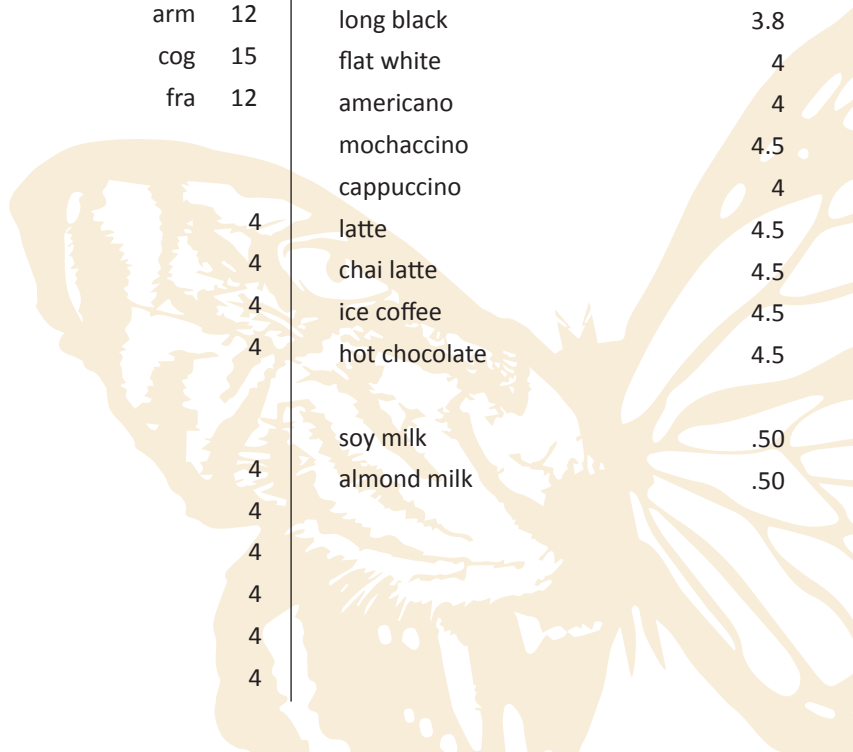 arm 12
cog 15
fra 12
4
4
4
4
4
4
4
4
4
4
long black 3.8
flat white 4
americano 4
mochaccino 4.5
cappuccino 4
latte 4.5
chai latte 4.5
ice coffee 4.5
hot chocolate 4.5
soy milk .50
almond milk .50